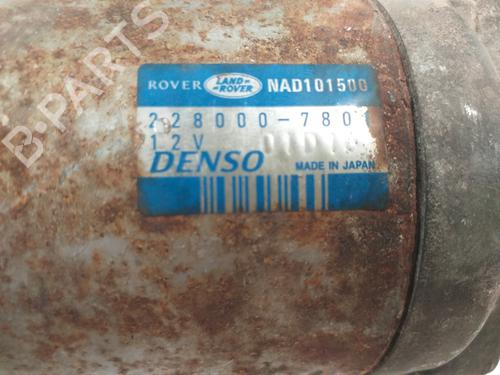 B-PARTS
ROVER LAND ROVER NAD101500
228000-7801
12V
DENSO MADE IN JAPAN